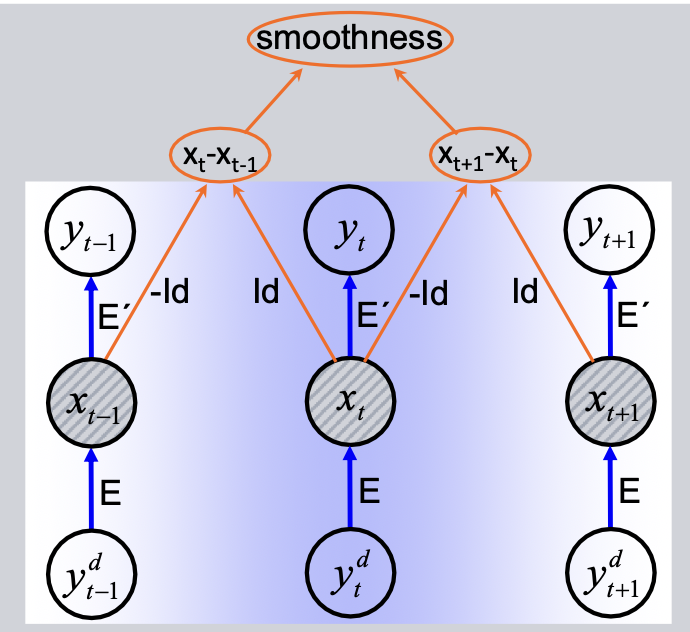 smoothness
x_t-x_{t-1} x_{t+1}-x_t
y_{t-1} y_t y_{t+1}
-Id Id -Id Id
E´ E´ E´
x_{t-1} x_t x_{t+1}
E E E
y^d_{t-1} y^d_t y^d_{t+1}